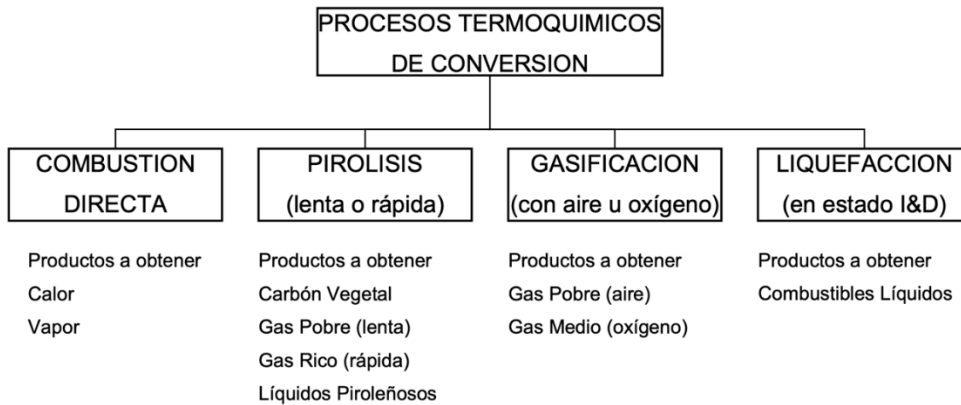 PROCESOS TERMOQUIMICOS
DE CONVERSION
COMBUSTION
DIRECTA
Productos a obtener
Calor
Vapor
PIROLISIS
(lenta o rápida)
Productos a obtener
Carbón Vegetal
Gas Pobre (lenta)
Gas Rico (rápida)
Líquidos Piroleñosos
GASIFICACION
(con aire u oxígeno)
Productos a obtener
Gas Pobre (aire)
Gas Medio (oxígeno)
LIQUEFACCION
(en estado I&D)
Productos a obtener
Combustibles Líquidos